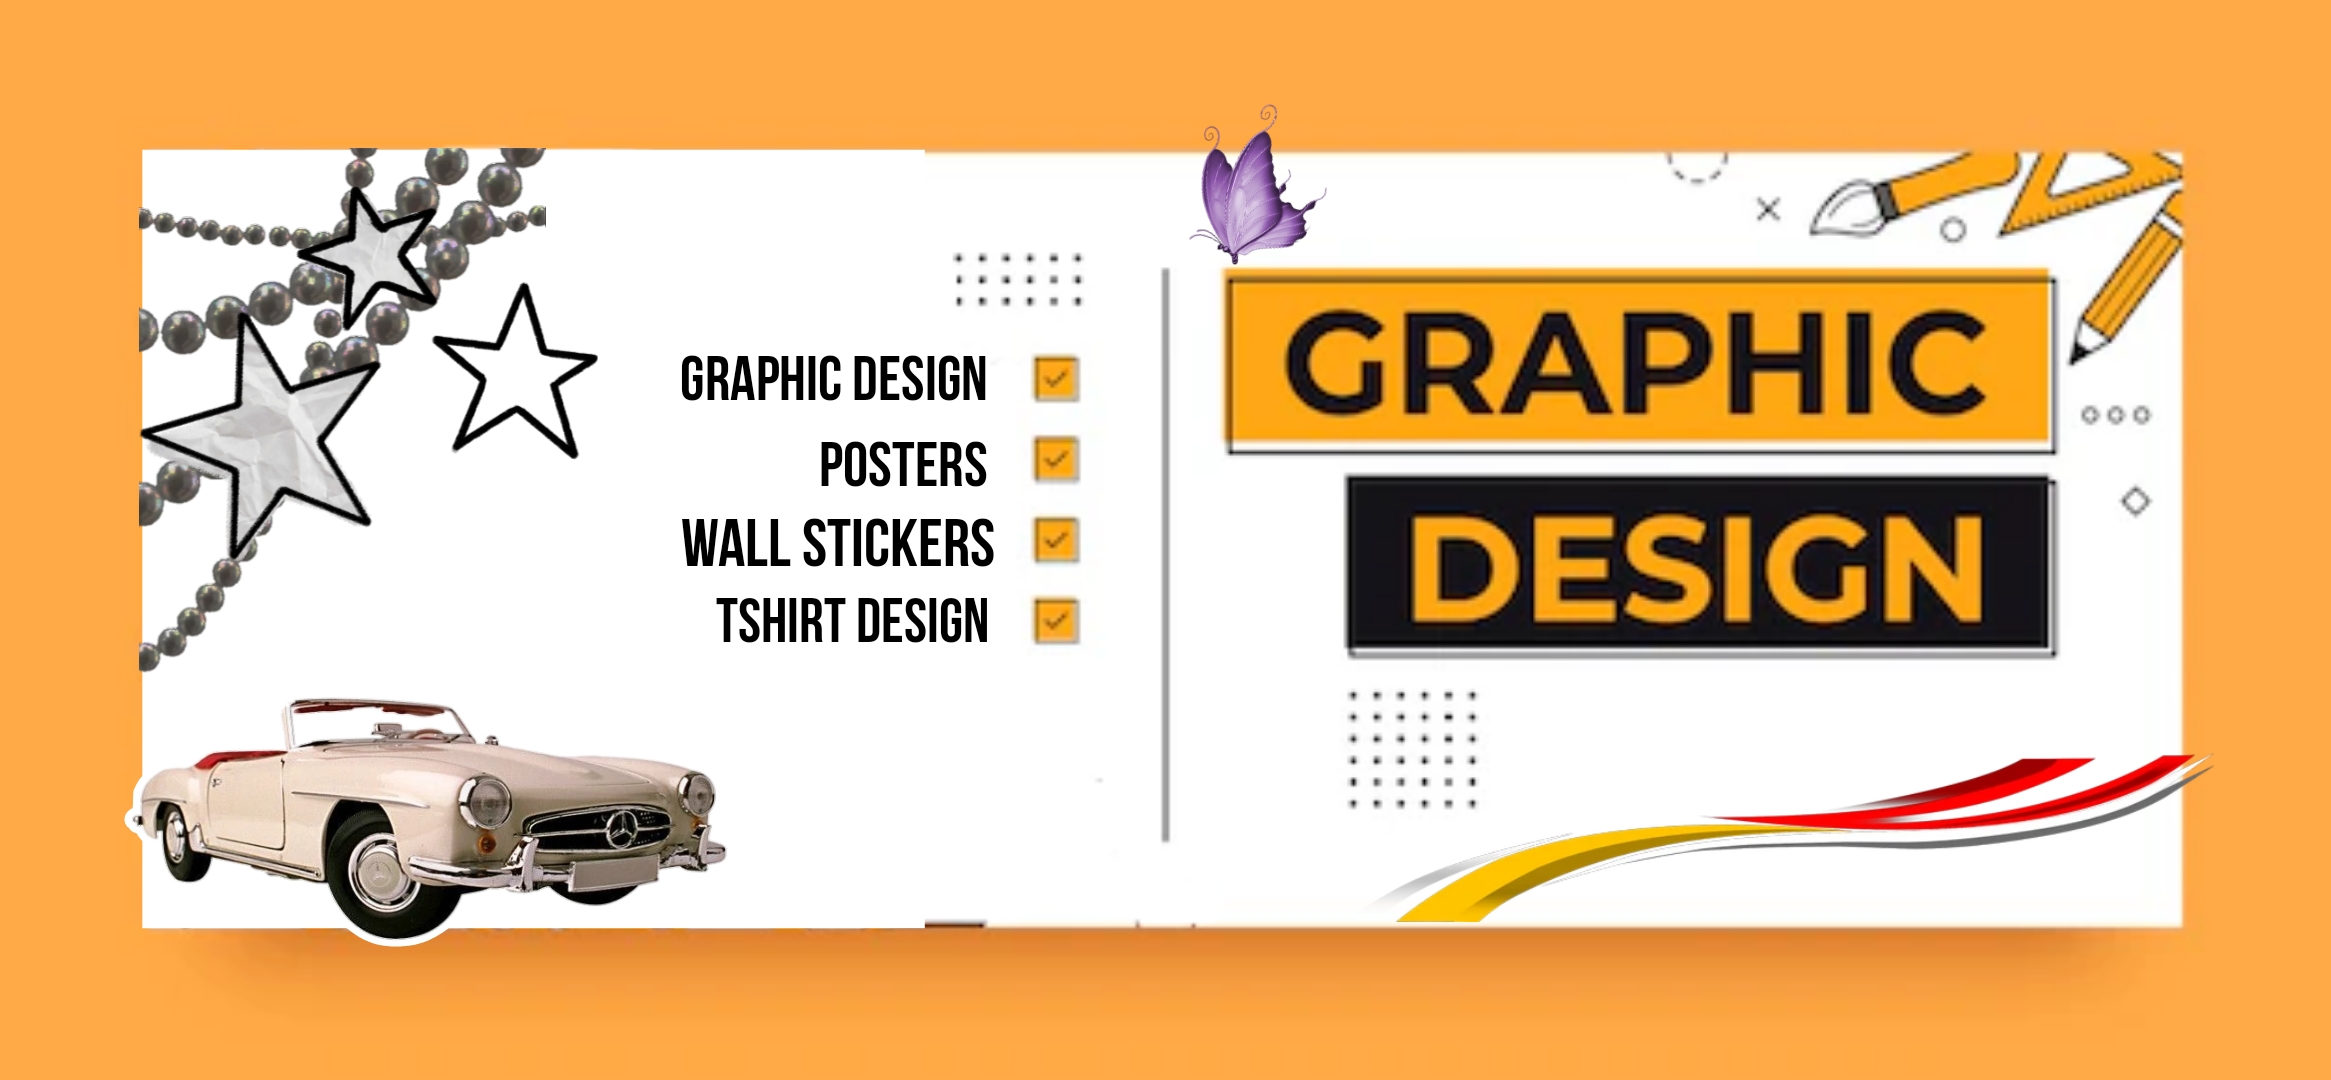 GRAPHIC DESIGN
POSTERS
WALL STICKERS
TSHIRT DESIGN
GRAPHIC
DESIGN